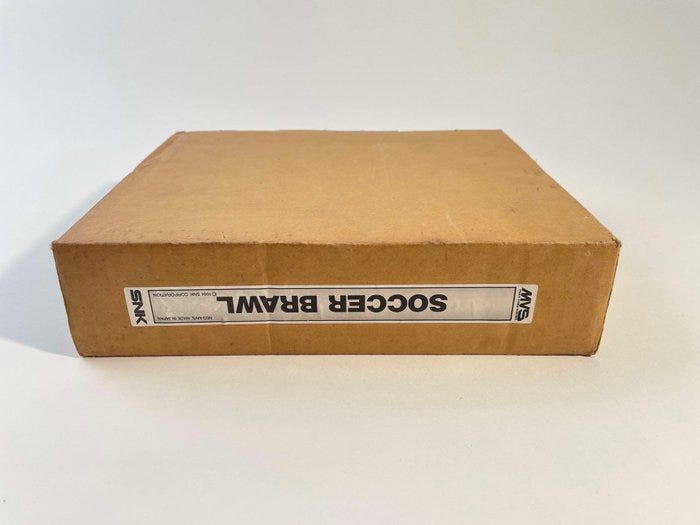 MVS
SOCCER BRAWL
NEO-MVS MADE IN JAPAN
© 1991 SNK CORPORATION
SNK